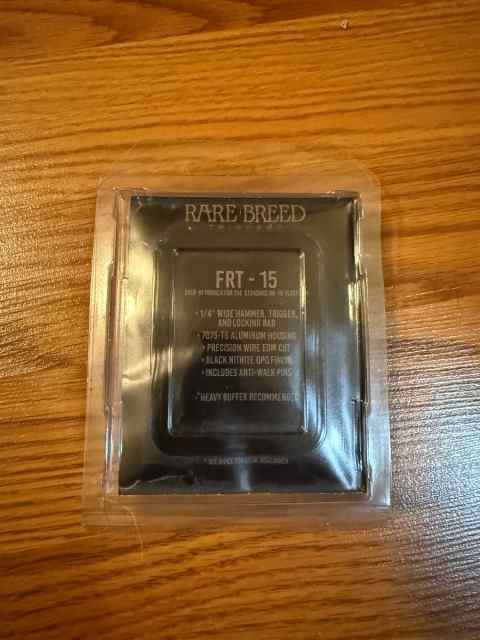 RARE BREED
TRIGGERS
FRT - 15
DROP-IN TRIGGER FOR THE STANDARD AR-15 PLATFORM
• 1/4" WIDE HAMMER, TRIGGER,
AND LOCKING BAR
• 7075-T6 ALUMINUM HOUSING
• PRECISION WIRE EDM CUT
• BLACK NITRITE QPQ FINISH
• INCLUDES ANTI-WALK PINS
*HEAVY BUFFER RECOMMENDED